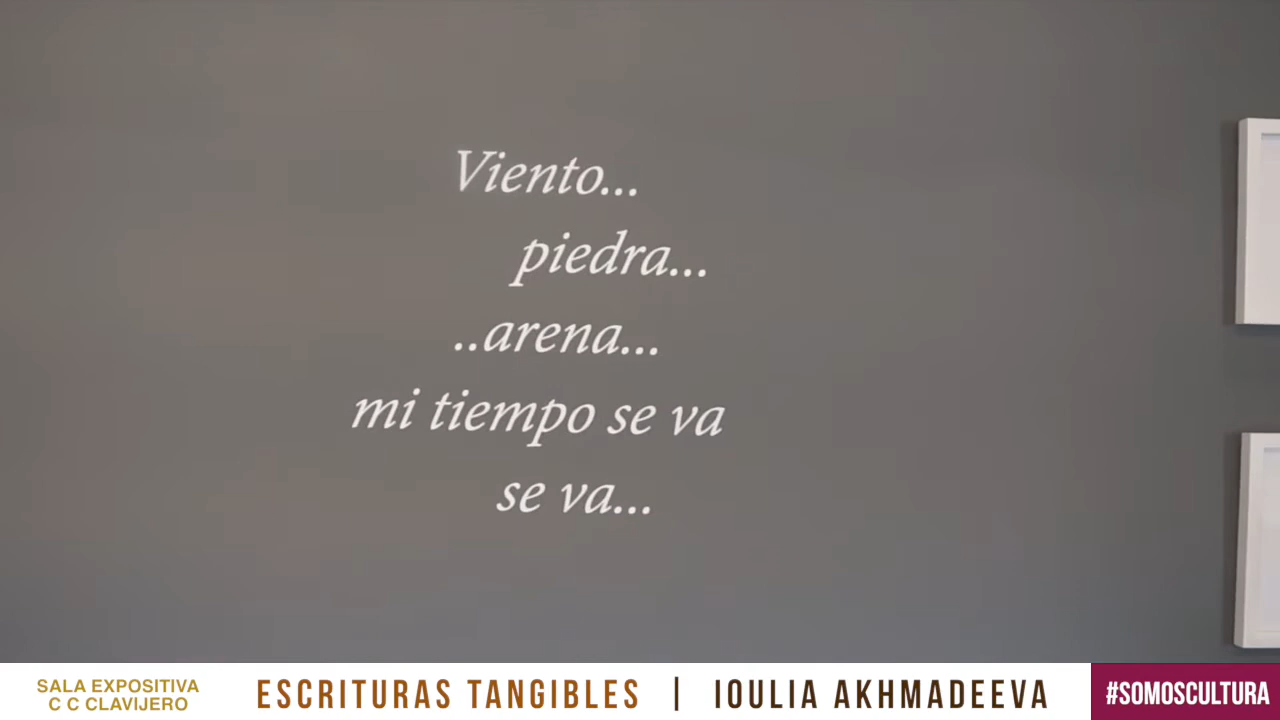 Viento...
piedra...
..arena...
mi tiempo se va
se va...
SALA EXPOSITIVA
C C CLAVIJERO
ESCRITURAS TANGIBLES | IOULIA AKHMADEEVA
#SOMOSCULTURA